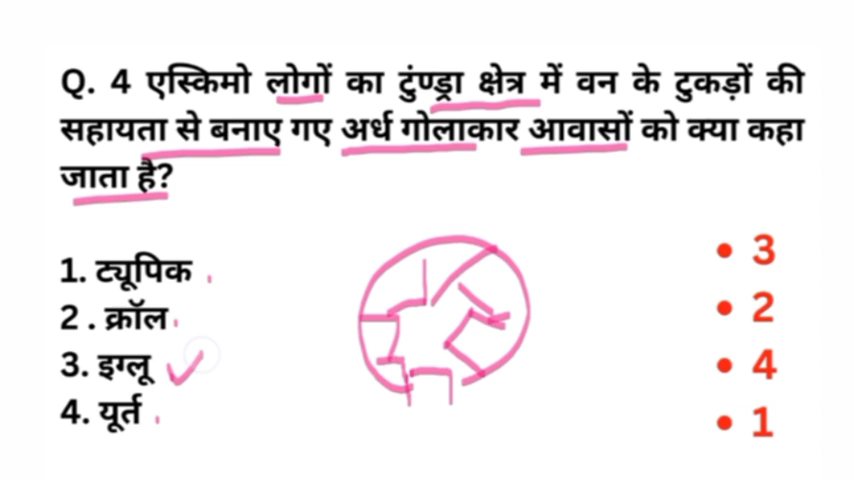 Q. 4 एस्किमो लोगों का टुंण्ड्रा क्षेत्र में वन के टुकड़ों की
सहायता से बनाए गए अर्ध गोलाकार आवासों को क्या कहा
जाता है?
1. ट्यूपिक
2 . क्रॉल
3. इग्लू
4. यूर्त
• 3
• 2
• 4
• 1